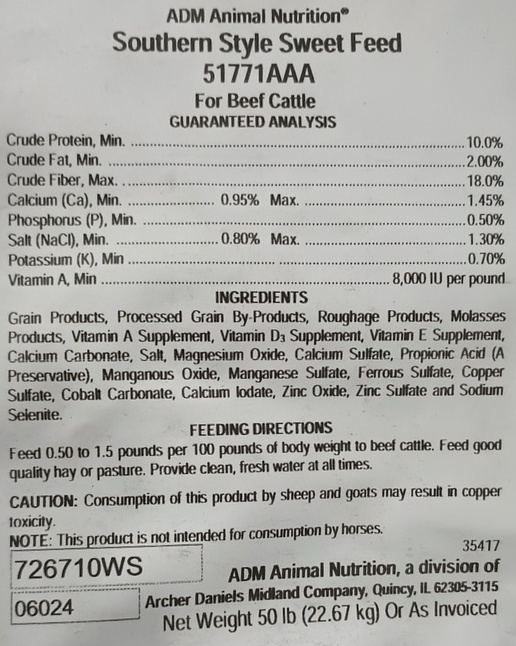 ADM Animal Nutrition®
Southern Style Sweet Feed
51771AAA
For Beef Cattle
GUARANTEED ANALYSIS
Crude Protein, Min. ........ 10.0%
Crude Fat, Min. ........ 2.00%
Crude Fiber, Max. ........ 18.0%
Calcium (Ca), Min. ........ 0.95% Max. ........ 1.45%
Phosphorus (P), Min. ........ 0.50%
Salt (NaCl), Min. ........ 0.80% Max. ........ 1.30%
Potassium (K), Min ........ 0.70%
Vitamin A, Min ........ 8,000 IU per pound
INGREDIENTS
Grain Products, Processed Grain By-Products, Roughage Products, Molasses
Products, Vitamin A Supplement, Vitamin D3 Supplement, Vitamin E Supplement,
Calcium Carbonate, Salt, Magnesium Oxide, Calcium Sulfate, Propionic Acid (A
Preservative), Manganous Oxide, Manganese Sulfate, Ferrous Sulfate, Copper
Sulfate, Cobalt Carbonate, Calcium Iodate, Zinc Oxide, Zinc Sulfate and Sodium
Selenite.
FEEDING DIRECTIONS
Feed 0.50 to 1.5 pounds per 100 pounds of body weight to beef cattle. Feed good
quality hay or pasture. Provide clean, fresh water at all times.
CAUTION: Consumption of this product by sheep and goats may result in copper
toxicity.
NOTE: This product is not intended for consumption by horses.
35417
726710WS
ADM Animal Nutrition, a division of
06024
Archer Daniels Midland Company, Quincy, IL 62305-3115
Net Weight 50 lb (22.67 kg) Or As Invoiced